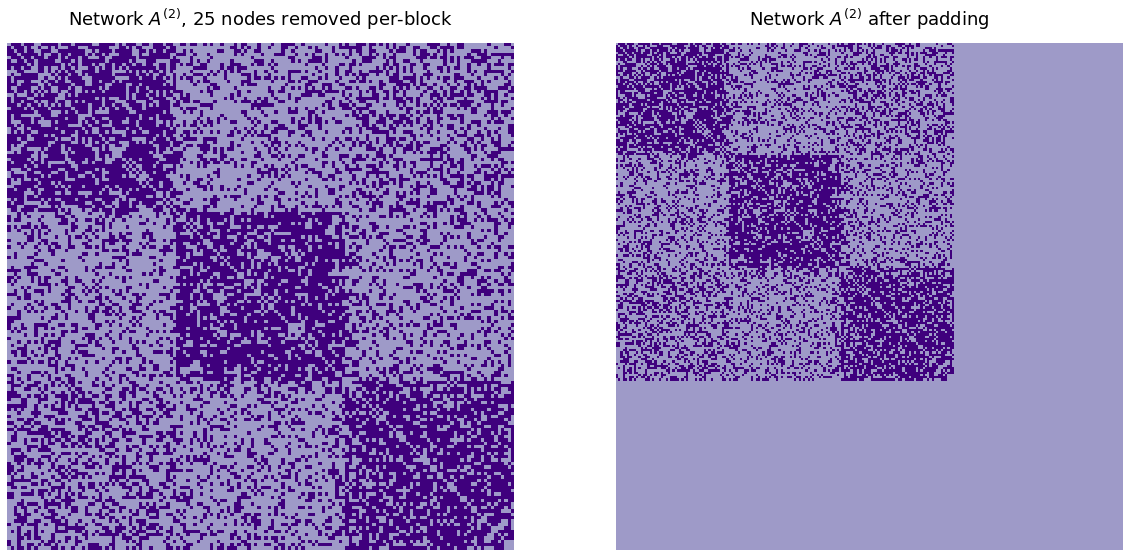 Network A⁽²⁾, 25 nodes removed per-block
Network A⁽²⁾ after padding